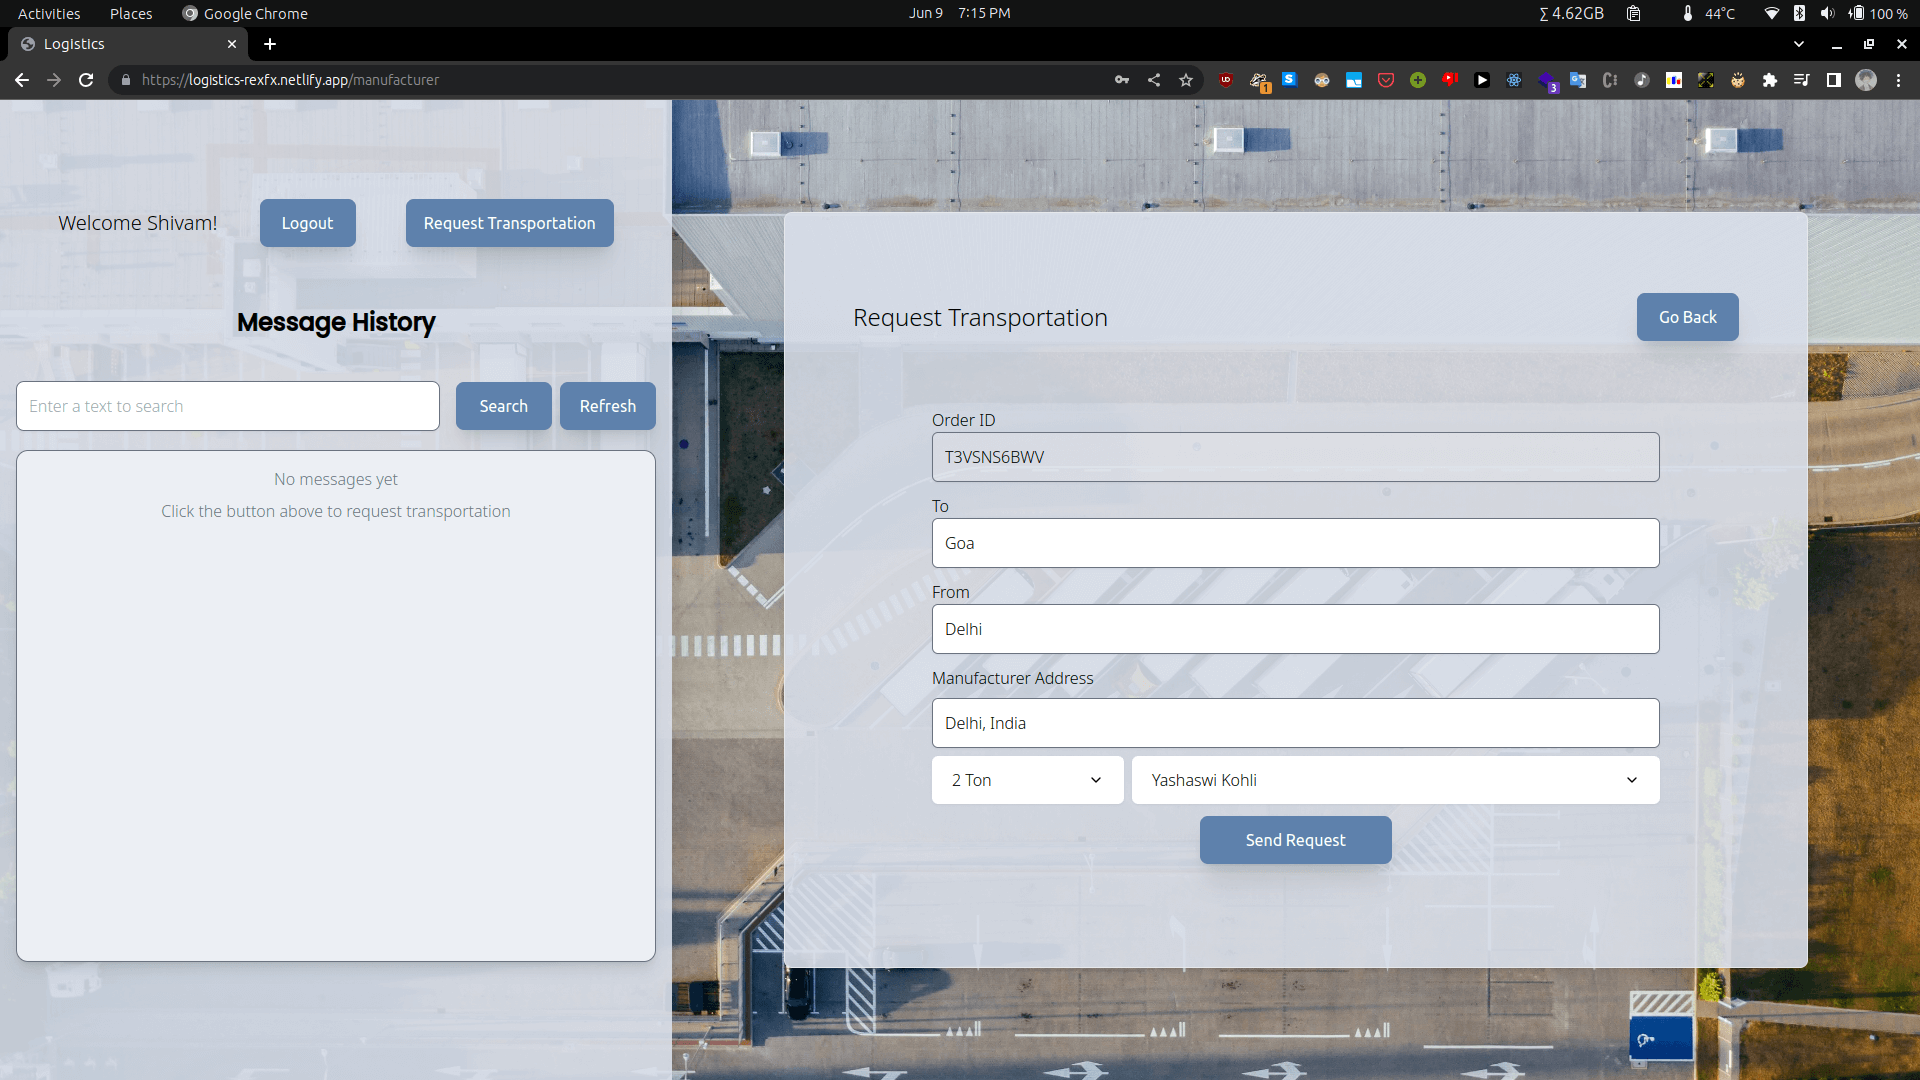 Activities Places Google Chrome Jun 9 7:15 PM ∑ 4.62GB 44°C 100 %
Logistics
https://logistics-rexfx.netlify.app/manufacturer
1
3
Welcome Shivam! Logout Request Transportation
Message History
Enter a text to search Search Refresh
No messages yet
Click the button above to request transportation
Request Transportation Go Back
Order ID
T3VSNS6BWV
To
Goa
From
Delhi
Manufacturer Address
Delhi, India
2 Ton Yashaswi Kohli
Send Request